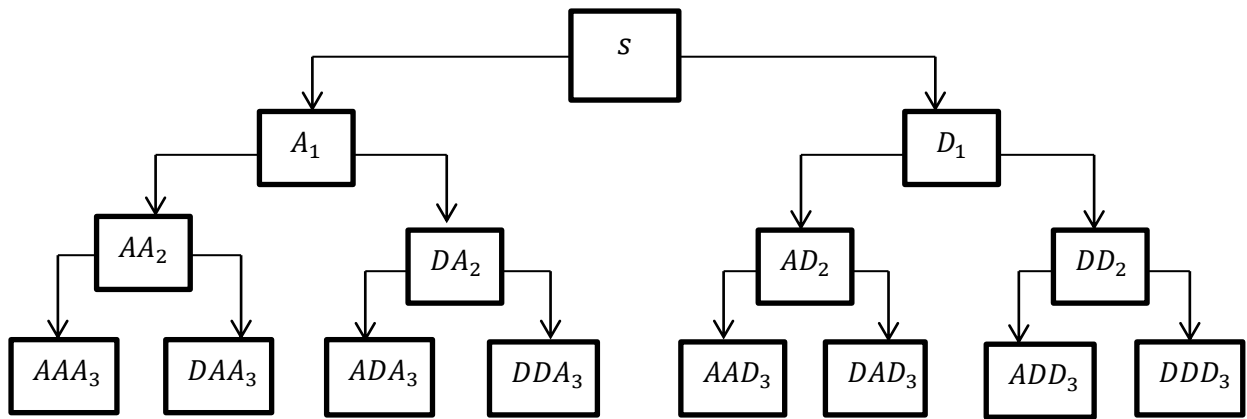 S
A₁ D₁
AA₂ DA₂ AD₂ DD₂
AAA₃ DAA₃ ADA₃ DDA₃ AAD₃ DAD₃ ADD₃ DDD₃